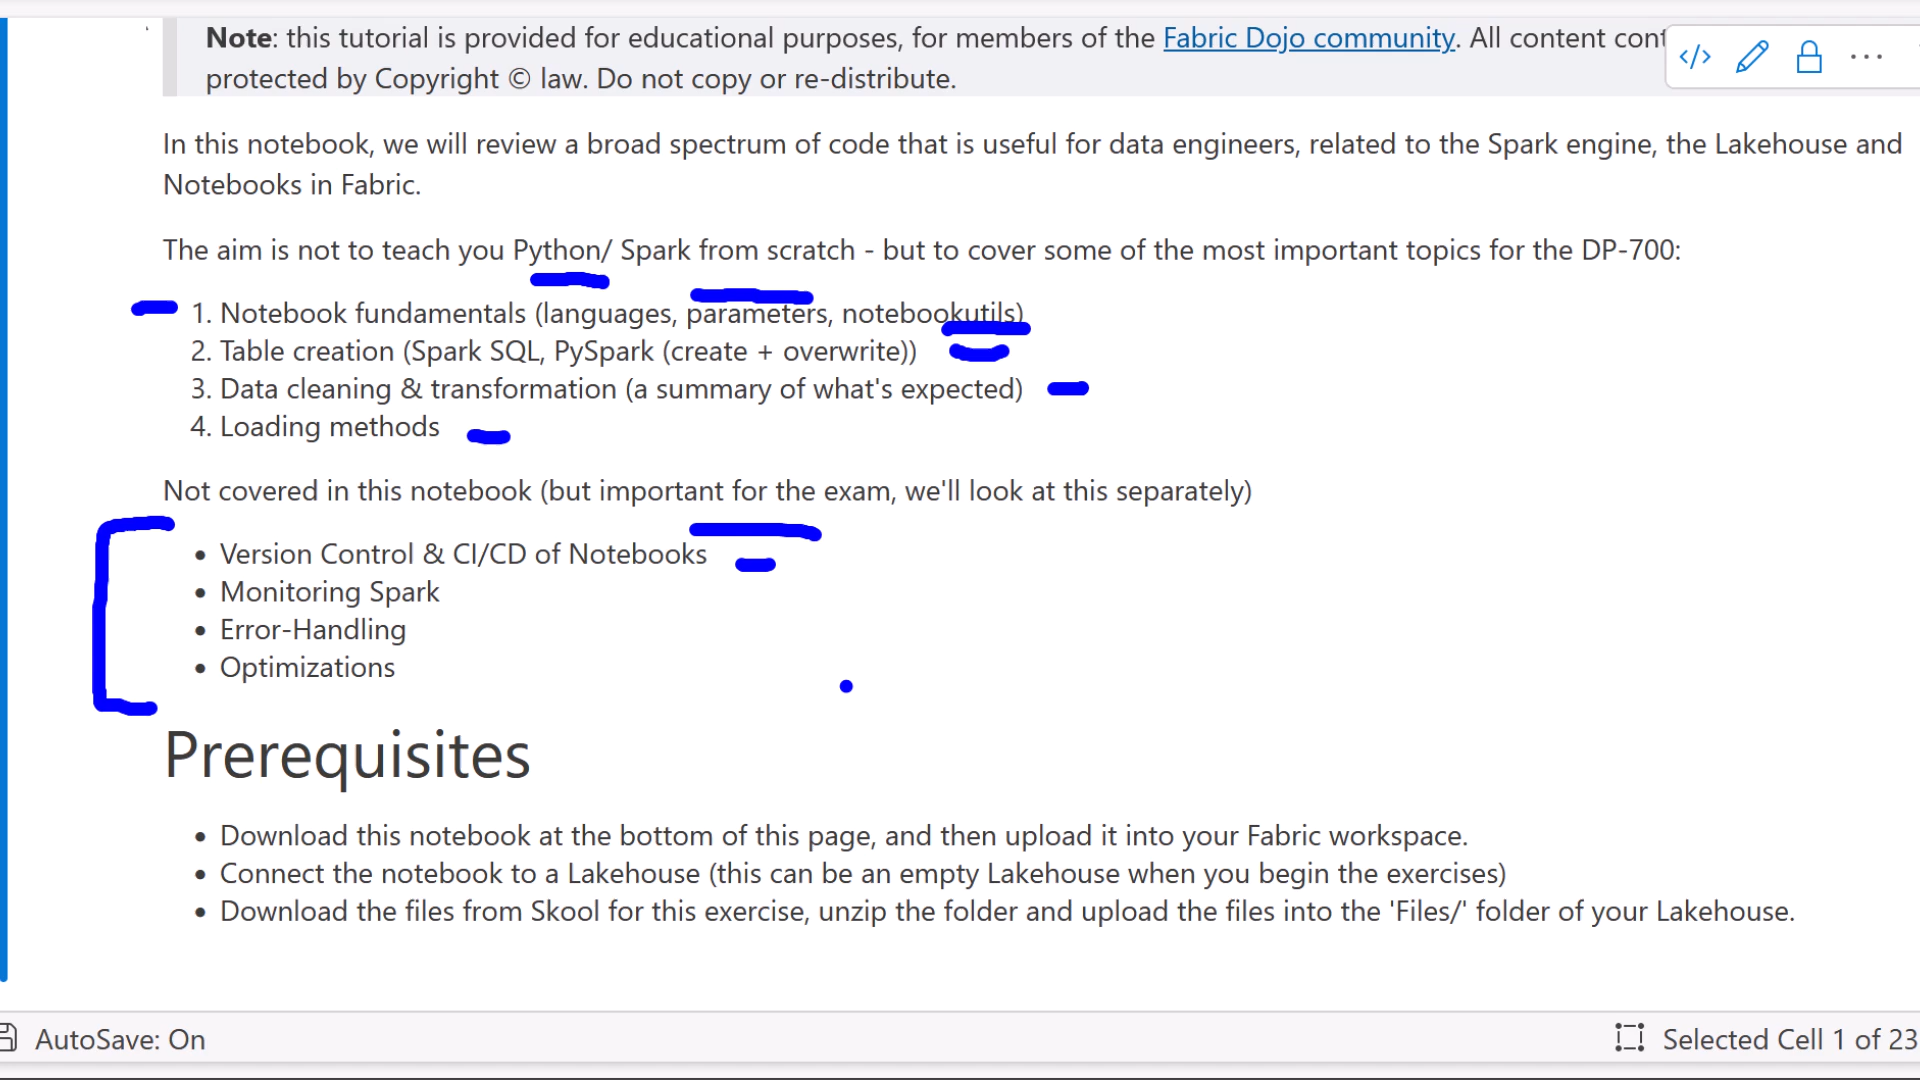 Note: this tutorial is provided for educational purposes, for members of the Fabric Dojo community. All content cont
protected by Copyright © law. Do not copy or re-distribute.
In this notebook, we will review a broad spectrum of code that is useful for data engineers, related to the Spark engine, the Lakehouse and
Notebooks in Fabric.
The aim is not to teach you Python/ Spark from scratch - but to cover some of the most important topics for the DP-700:
1. Notebook fundamentals (languages, parameters, notebookutils)
2. Table creation (Spark SQL, PySpark (create + overwrite))
3. Data cleaning & transformation (a summary of what's expected)
4. Loading methods
Not covered in this notebook (but important for the exam, we'll look at this separately)
• Version Control & CI/CD of Notebooks
• Monitoring Spark
• Error-Handling
• Optimizations
Prerequisites
• Download this notebook at the bottom of this page, and then upload it into your Fabric workspace.
• Connect the notebook to a Lakehouse (this can be an empty Lakehouse when you begin the exercises)
• Download the files from Skool for this exercise, unzip the folder and upload the files into the 'Files/' folder of your Lakehouse.
AutoSave: On
Selected Cell 1 of 23